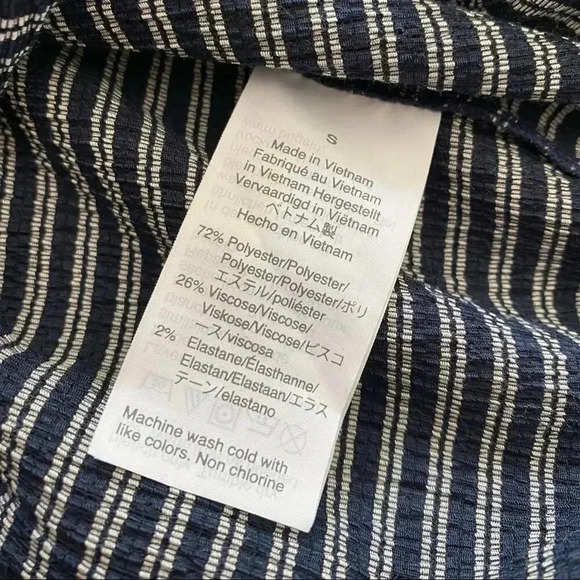 S
Made in Vietnam
Fabriqué au Vietnam
in Vietnam Hergestellt
Vervaardigd in Viëtnam
ベトナム製
Hecho en Vietnam
72% Polyester/Polyester/
Polyester/Polyester/ポリ
エステル/poliéster
26% Viscose/Viscose/
Viskose/Viscose/ビスコ
ース/viscosa
2% Elastane/Élasthanne/
Elastan/Elastaan/エラス
テーン/elastano
Machine wash cold with
like colors. Non chlorine